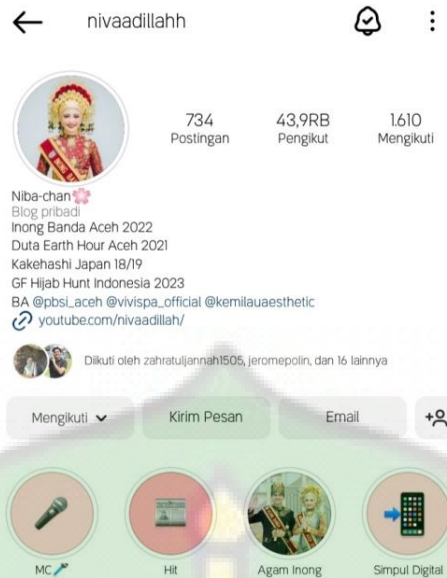 nivaadillahh
734
43,9RB
1.610
Postingan
Pengikut
Mengikuti
Niba-chan🌸
Blog pribadi
Inong Banda Aceh 2022
Duta Earth Hour Aceh 2021
Kakehashi Japan 18/19
GF Hijab Hunt Indonesia 2023
BA @pbsi_aceh @vivispa_official @kemilauaesthetic
youtube.com/nivaadillah/
Diikuti oleh zahratuljannah1505, jeromepolin, dan 16 lainnya
Mengikuti
Kirim Pesan
Email
MC🎤
Hit
Agam Inong
Simpul Digital